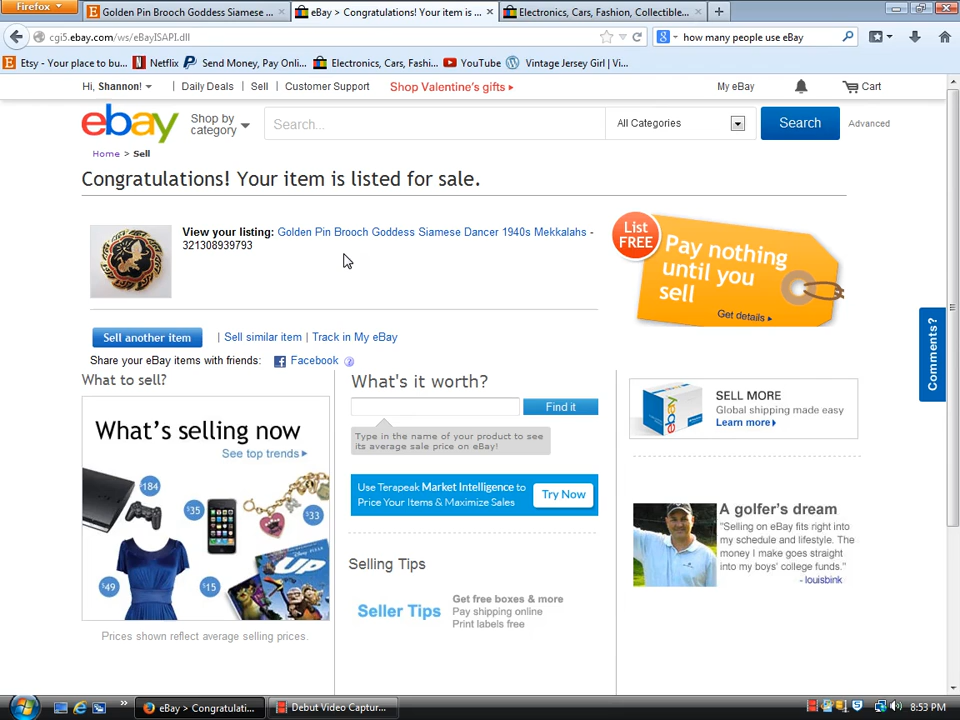 Firefox
Golden Pin Brooch Goddess Siamese ...
eBay > Congratulations! Your item is ...
Electronics, Cars, Fashion, Collectible...
cgi5.ebay.com/ws/eBayISAPI.dll
how many people use eBay
Etsy - Your place to bu...
Netflix
Send Money, Pay Onli...
Electronics, Cars, Fashi...
YouTube
Vintage Jersey Girl | Vi...
Hi, Shannon!
Daily Deals
Sell
Customer Support
Shop Valentine's gifts
My eBay
Cart
ebay
Shop by category
Search...
All Categories
Search
Advanced
Home > Sell
Congratulations! Your item is listed for sale.
View your listing: Golden Pin Brooch Goddess Siamese Dancer 1940s Mekkalahs -
321308939793
List FREE
Pay nothing
until you
sell
Get details
Comments?
Sell another item
| Sell similar item | Track in My eBay
Share your eBay items with friends: Facebook
What to sell?
What's selling now
See top trends
$184
$35
$33
$49
$15
UP
Prices shown reflect average selling prices.
What's it worth?
Find it
Type in the name of your product to see
its average sale price on eBay!
Use Terapeak Market Intelligence to
Price Your Items & Maximize Sales
Try Now
Selling Tips
Seller Tips
Get free boxes & more
Pay shipping online
Print labels free
SELL MORE
Global shipping made easy
Learn more
A golfer's dream
"Selling on eBay fits right into
my schedule and lifestyle. The
money I make goes straight
into my boys' college funds."
- louisbink
eBay > Congratulati...
Debut Video Captur...
8:53 PM